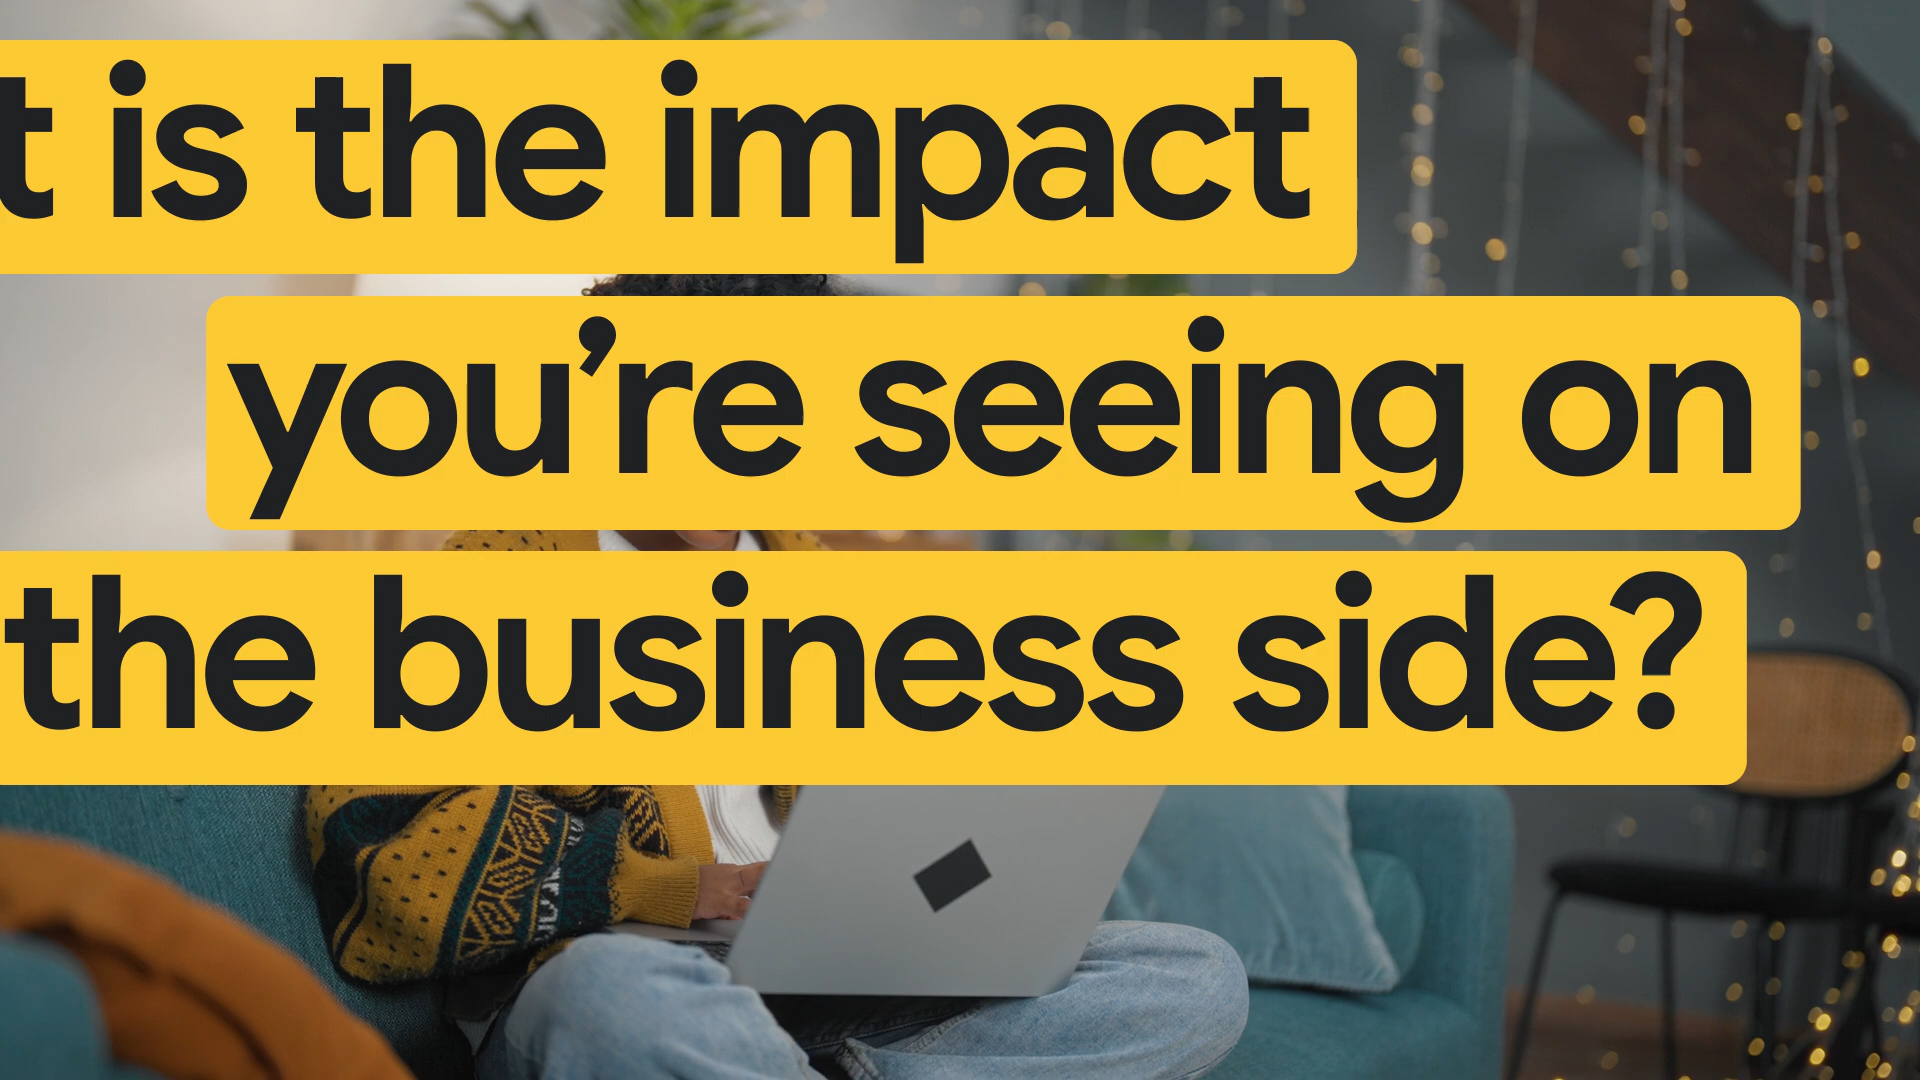 t is the impact
you’re seeing on
the business side?